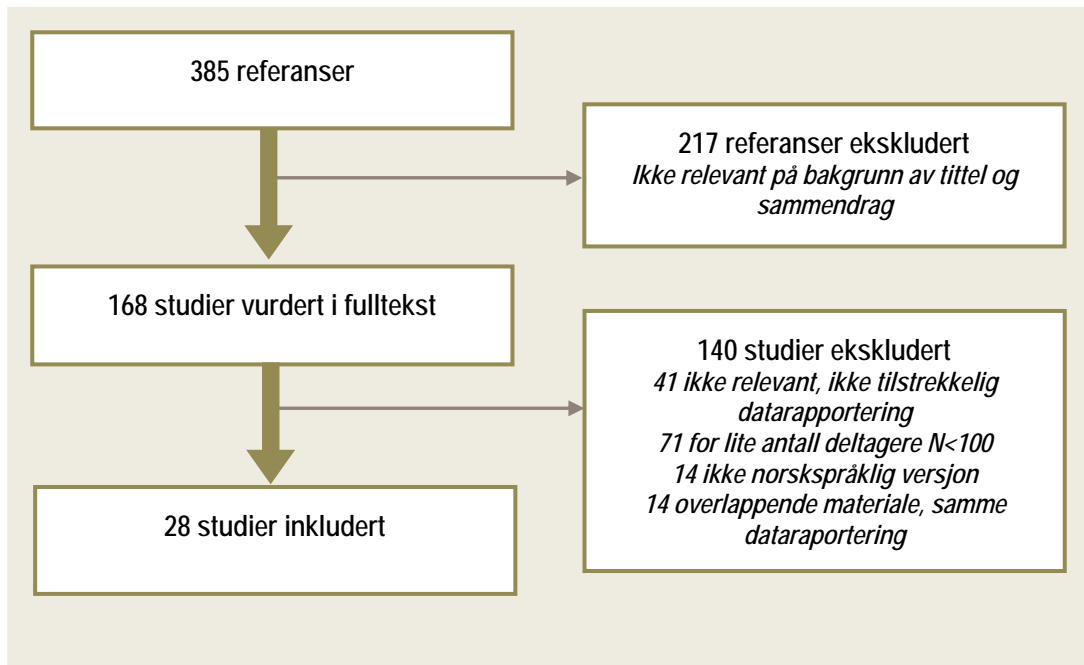 385 referanser
217 referanser ekskludert
Ikke relevant på bakgrunn av tittel og
sammendrag
168 studier vurdert i fulltekst
140 studier ekskludert
41 ikke relevant, ikke tilstrekkelig
datarapportering
71 for lite antall deltagere N<100
14 ikke norskspråklig versjon
14 overlappende materiale, samme
dataraportering
28 studier inkludert